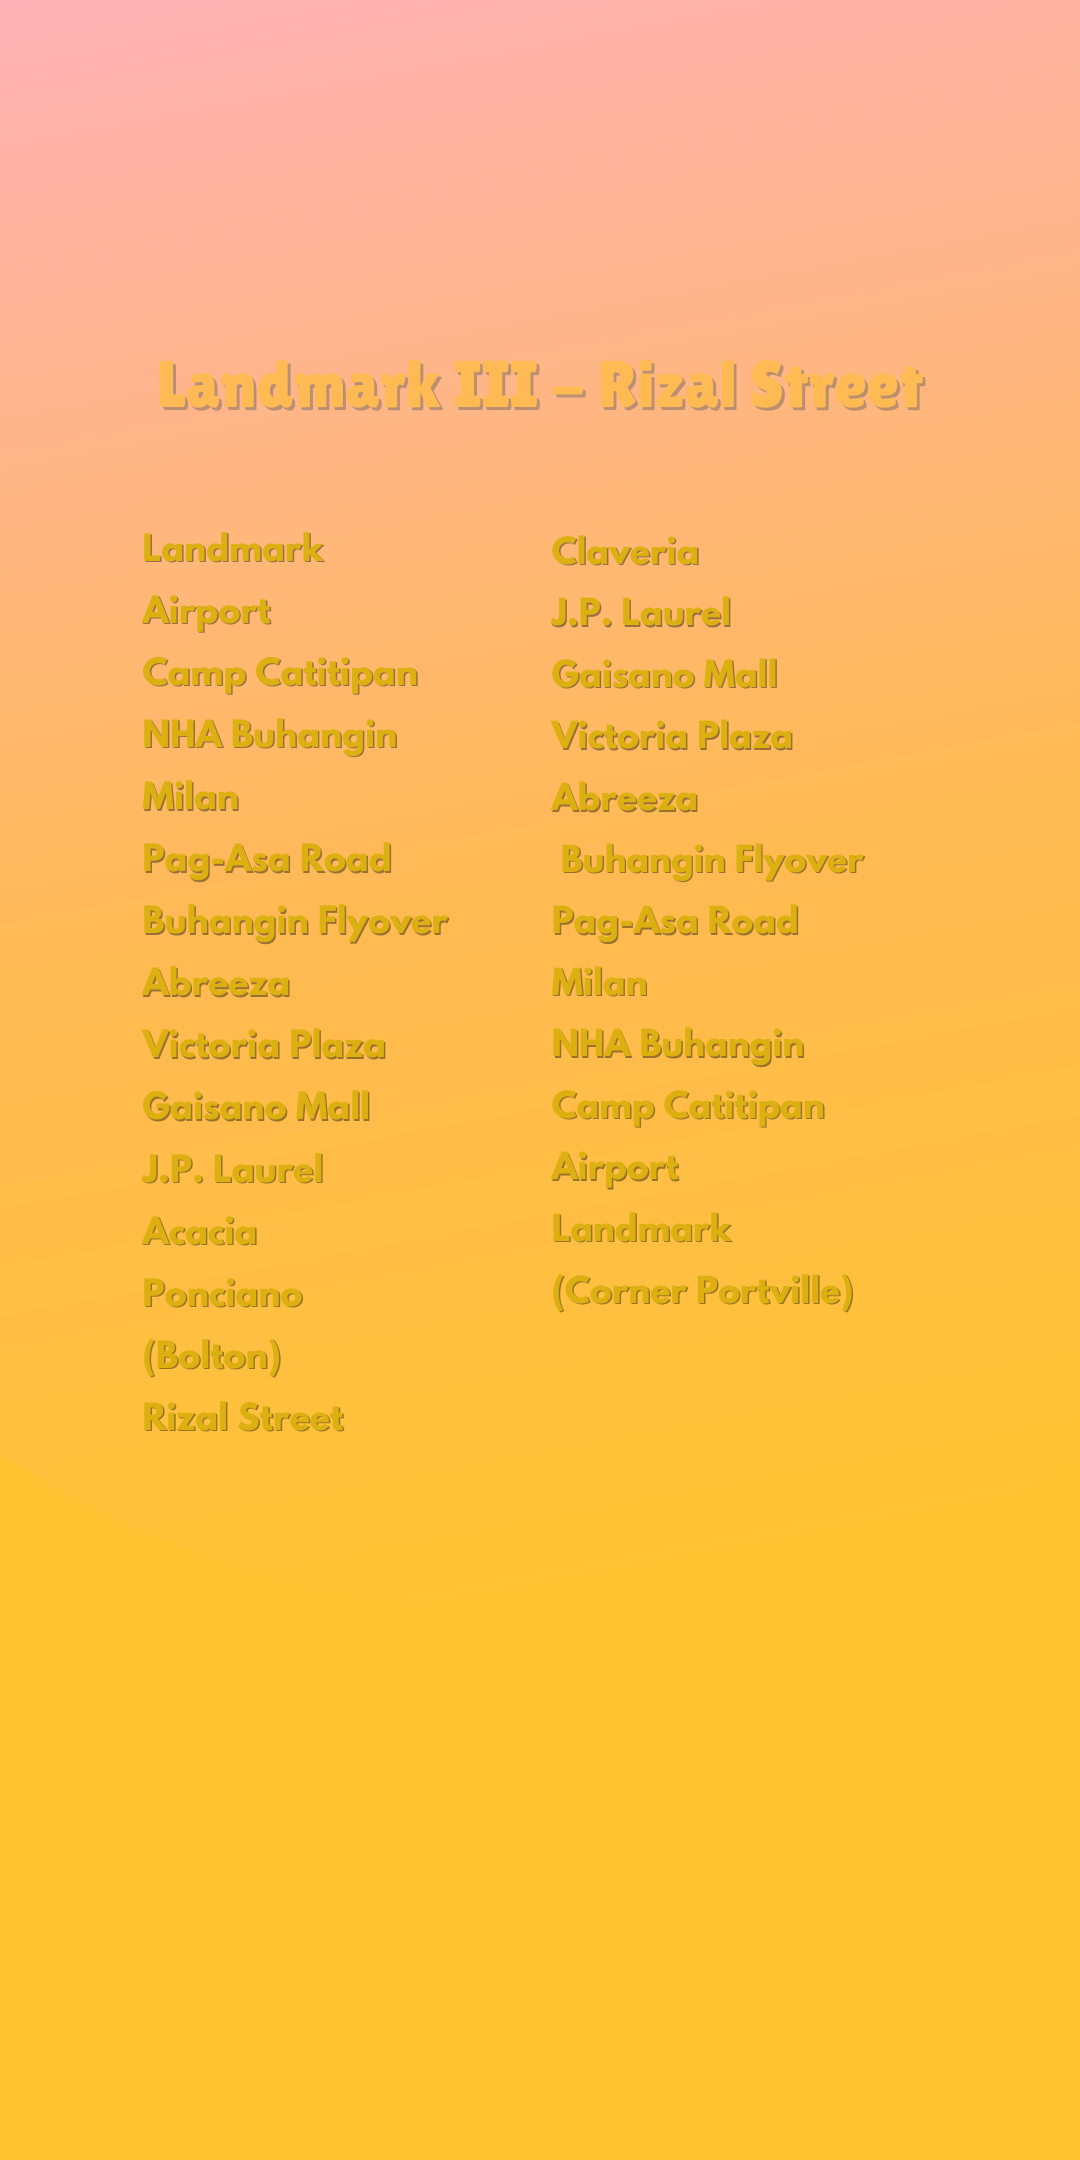 Landmark III – Rizal Street
Landmark
Airport
Camp Catitipan
NHA Buhangin
Milan
Pag-Asa Road
Buhangin Flyover
Abreeza
Victoria Plaza
Gaisano Mall
J.P. Laurel
Acacia
Ponciano
(Bolton)
Rizal Street
Claveria
J.P. Laurel
Gaisano Mall
Victoria Plaza
Abreeza
Buhangin Flyover
Pag-Asa Road
Milan
NHA Buhangin
Camp Catitipan
Airport
Landmark
(Corner Portville)